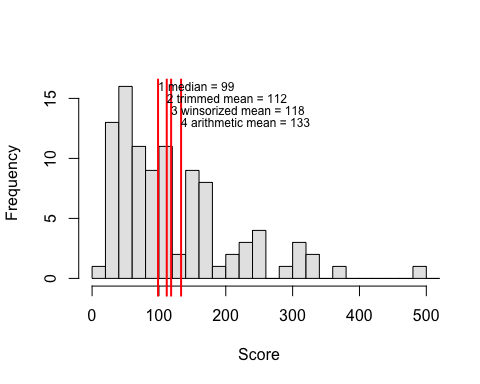 1 median = 99
2 trimmed mean = 112
3 winsorized mean = 118
4 arithmetic mean = 133
Frequency
15
10
5
0
0 100 200 300 400 500
Score